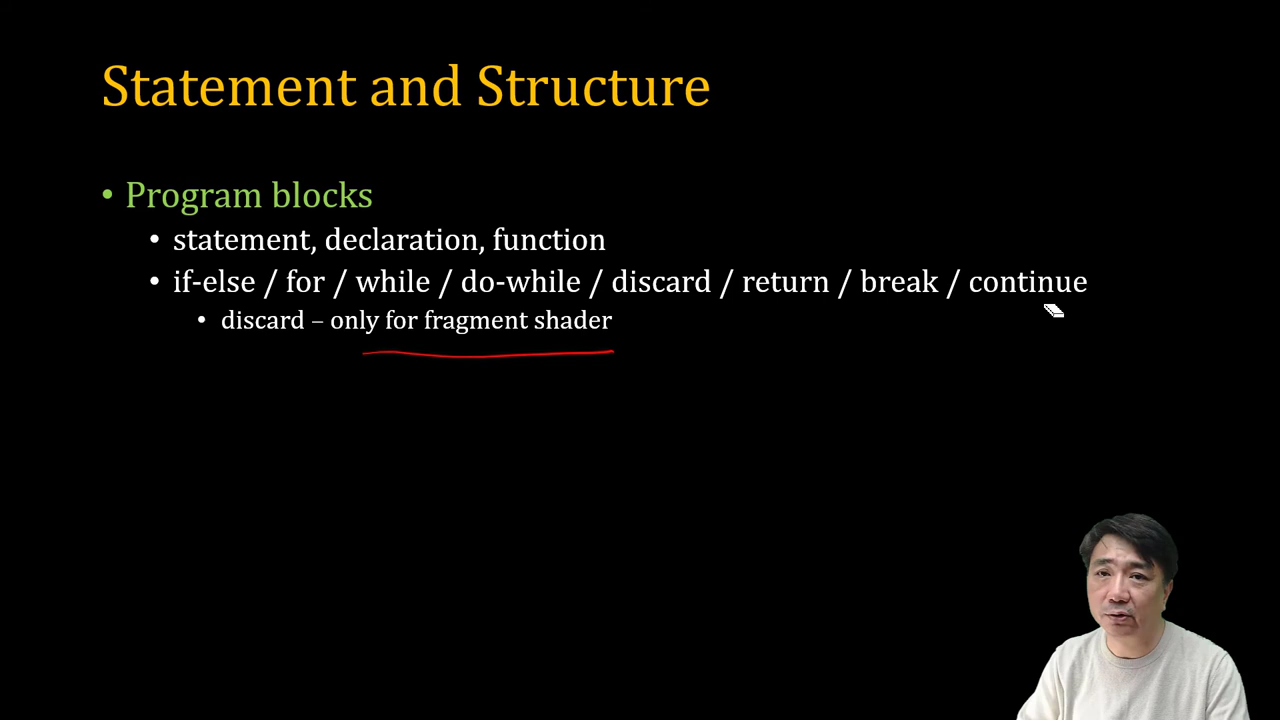 Statement and Structure
• Program blocks
• statement, declaration, function
• if-else / for / while / do-while / discard / return / break / continue
• discard – only for fragment shader